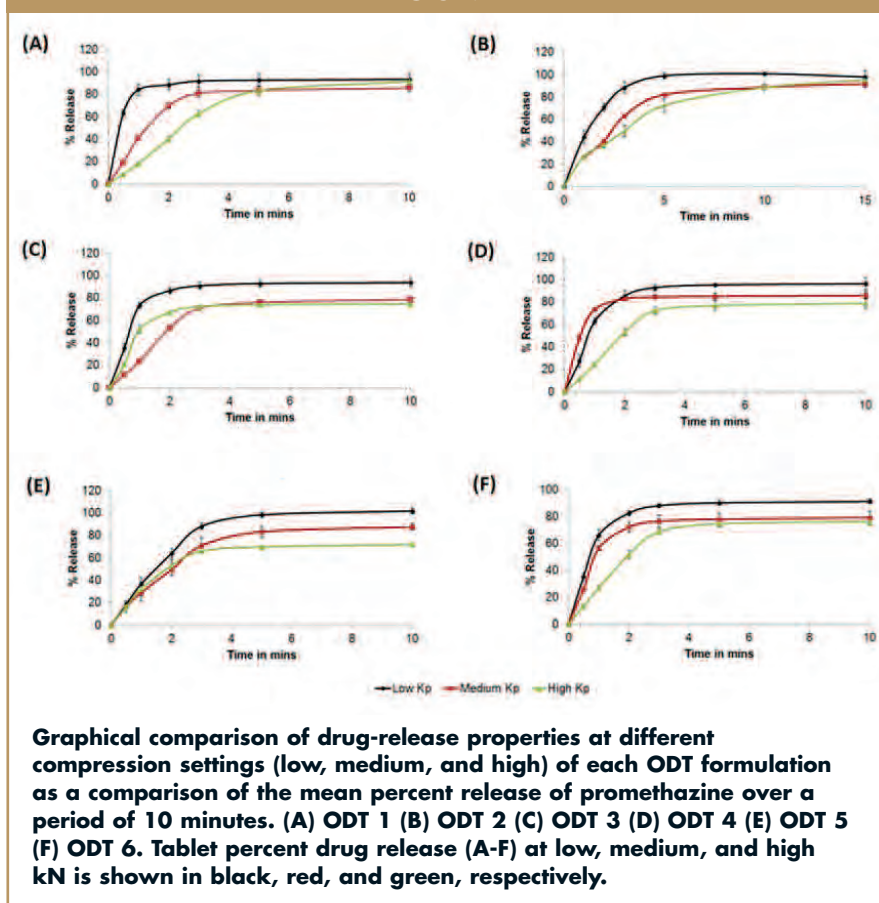 (A)
120
100
80
60
40
20
0
% Release
0 2 4 6 8 10
Time in mins
(B)
120
100
80
60
40
20
0
% Release
0 5 10 15
Time in mins
(C)
120
100
80
60
40
20
0
% Release
0 2 4 6 8 10
Time in mins
(D)
120
100
80
60
40
20
0
% Release
0 2 4 6 8 10
Time in mins
(E)
120
100
80
60
40
20
0
% Release
0 2 4 6 8 10
Time in mins
(F)
100
80
60
40
20
0
% Release
0 2 4 6 8 10
Time in mins
Low Kp Medium Kp High Kp
Graphical comparison of drug-release properties at different
compression settings (low, medium, and high) of each ODT formulation
as a comparison of the mean percent release of promethazine over a
period of 10 minutes. (A) ODT 1 (B) ODT 2 (C) ODT 3 (D) ODT 4 (E) ODT 5
(F) ODT 6. Tablet percent drug release (A-F) at low, medium, and high
kN is shown in black, red, and green, respectively.